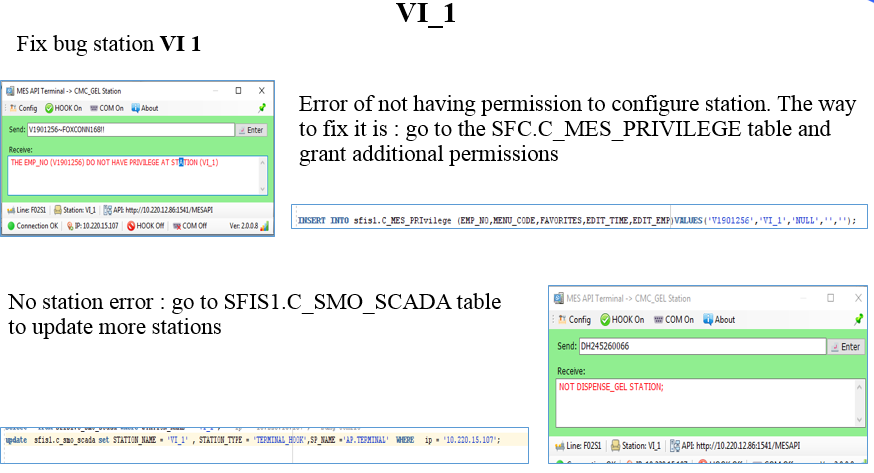 VI_1
Fix bug station VI 1
MES API Terminal -> CMC_GEL Station
Config HOOK On COM On About
Send: V1901256~FOXCONN168!! Enter
Receive:
THE EMP_NO (V1901256) DO NOT HAVE PRIVILEGE AT STATION (VI_1)
Line: F02S1 Station: VI_1 API: http://10.220.12.86:1541/MESAPI
Connection OK IP: 10.220.15.107 HOOK Off COM Off Ver: 2.0.0.8
Error of not having permission to configure station. The way
to fix it is : go to the SFC.C_MES_PRIVILEGE table and
grant additional permissions
INSERT INTO sfis1.C_MES_PRIvilege (EMP_NO,MENU_CODE,FAVORITES,EDIT_TIME,EDIT_EMP)VALUES('V1901256','VI_1','NULL','','');
No station error : go to SFIS1.C_SMO_SCADA table
to update more stations
update sfis1.c_smo_scada set STATION_NAME = 'VI_1' , STATION_TYPE = 'TERMINAL_HOOK',SP_NAME ='AP.TERMINAL' WHERE ip = '10.220.15.107';
MES API Terminal -> CMC_GEL Station
Config HOOK On COM On About
Send: DH245260066 Enter
Receive:
NOT DISPENSE_GEL STATION;
Line: F02S1 Station: VI_1 API: http://10.220.12.86:1541/MESAPI